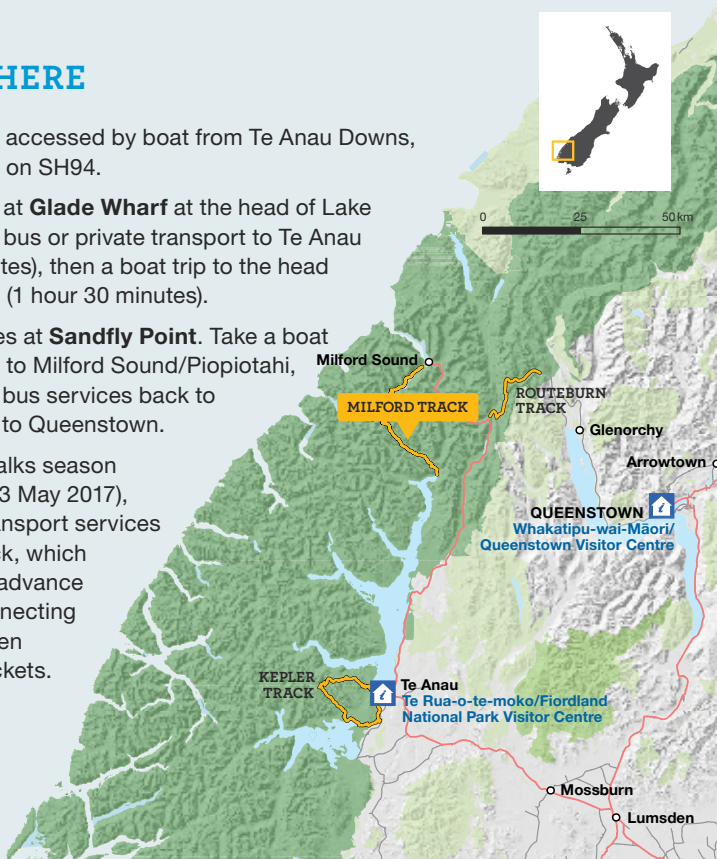 HERE
accessed by boat from Te Anau Downs,
on SH94.
at Glade Wharf at the head of Lake
bus or private transport to Te Anau
tes), then a boat trip to the head
(1 hour 30 minutes).
es at Sandfly Point. Take a boat
to Milford Sound/Piopiotahi,
bus services back to
to Queenstown.
alks season
3 May 2017),
ansport services
ck, which
advance
nnecting
en
ckets.
0 25 50 km
Milford Sound
MILFORD TRACK
ROUTEBURN
TRACK
Glenorchy
Arrowtown
QUEENSTOWN
Whakatipu-wai-Māori/
Queenstown Visitor Centre
KEPLER
TRACK
Te Anau
Te Rua-o-te-moko/Fiordland
National Park Visitor Centre
Mossburn
Lumsden